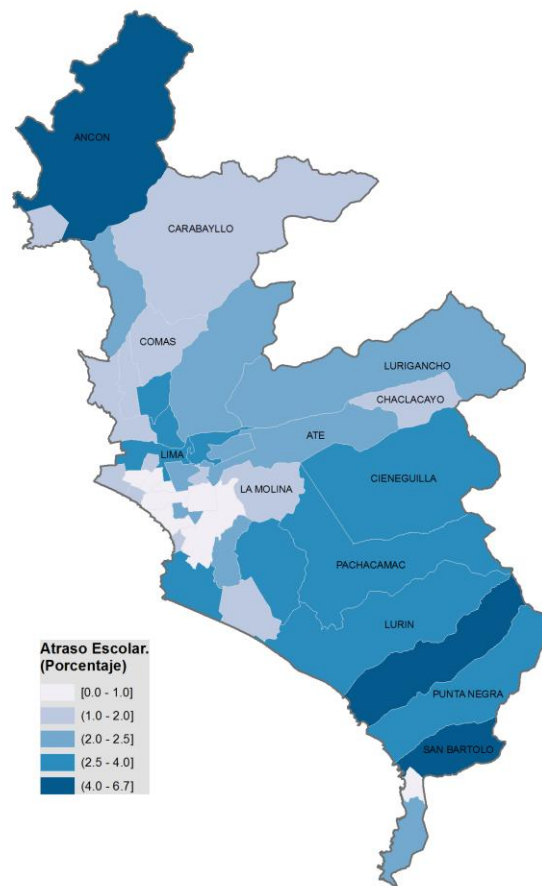 ANCON
CARABAYLLO
COMAS
LURIGANCHO
CHACLACAYO
ATE
LIMA
CIENEGUILLA
LA MOLINA
PACHACAMAC
LURIN
PUNTA NEGRA
SAN BARTOLO
Atraso Escolar.
(Porcentaje)
[0.0 - 1.0]
(1.0 - 2.0]
(2.0 - 2.5]
(2.5 - 4.0]
(4.0 - 6.7]